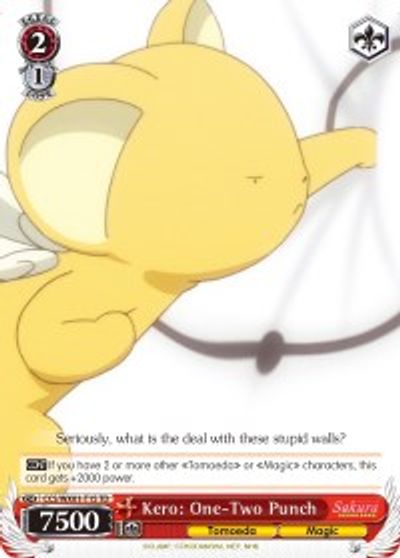 2
1
Seriously, what is the deal with these stupid walls?
CONT If you have 2 or more other «Tomoeda» or «Magic» characters, this
card gets +2000 power.
7500
Kero: One-Two Punch
Sakura
Tomoeda
Magic